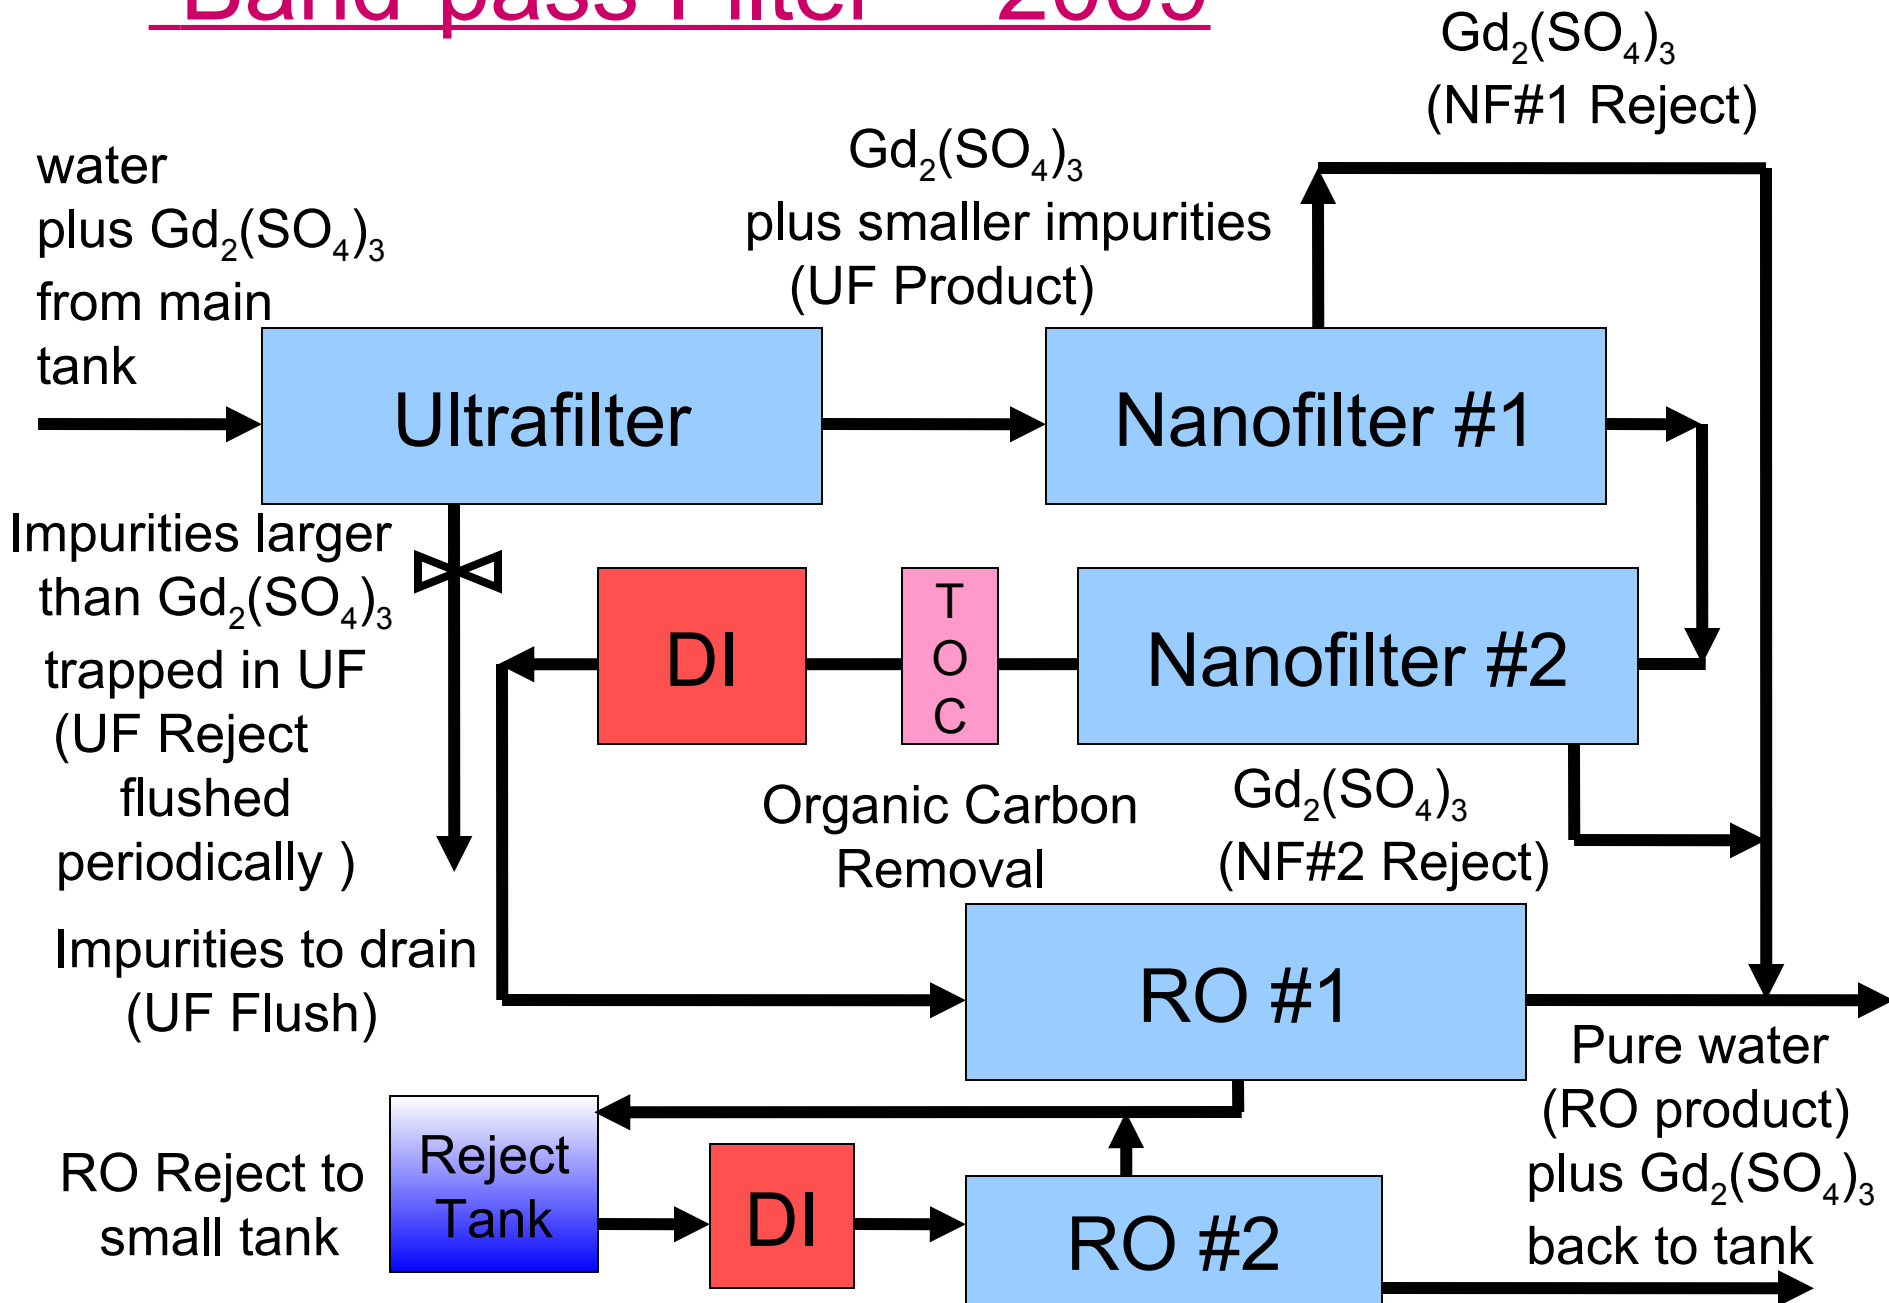 "Band-pass Filter" 2009
Gd₂(SO₄)₃
(NF#1 Reject)
water
plus Gd₂(SO₄)₃
from main
tank
Gd₂(SO₄)₃
plus smaller impurities
(UF Product)
Ultrafilter
Nanofilter #1
Impurities larger
than Gd₂(SO₄)₃
trapped in UF
(UF Reject
flushed
periodically )
DI
T
O
C
Nanofilter #2
Organic Carbon
Removal
Gd₂(SO₄)₃
(NF#2 Reject)
Impurities to drain
(UF Flush)
RO #1
Pure water
(RO product)
plus Gd₂(SO₄)₃
back to tank
RO Reject to
small tank
Reject
Tank
DI
RO #2